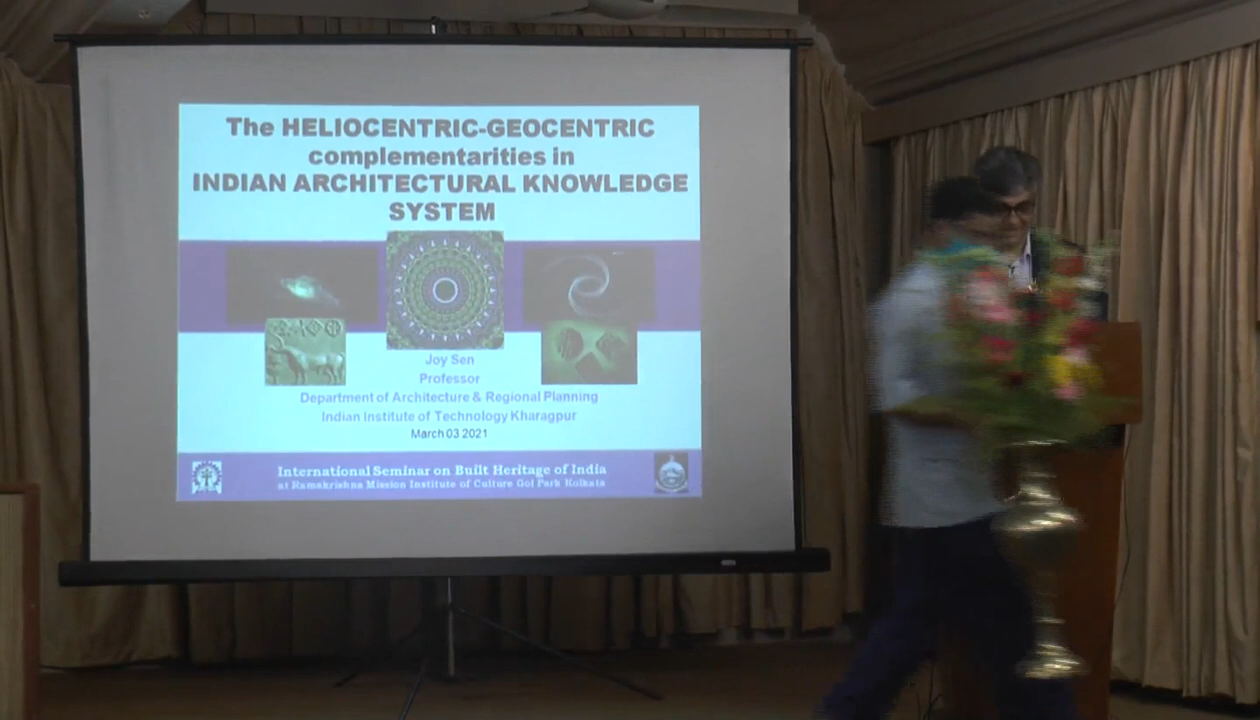 The HELIOCENTRIC-GEOCENTRIC
complementarities in
INDIAN ARCHITECTURAL KNOWLEDGE
SYSTEM
Joy Sen
Professor
Department of Architecture & Regional Planning
Indian Institute of Technology Kharagpur
March 03 2021
International Seminar on Built Heritage of India
at Ramakrishna Mission Institute of Culture Gol Park Kolkata